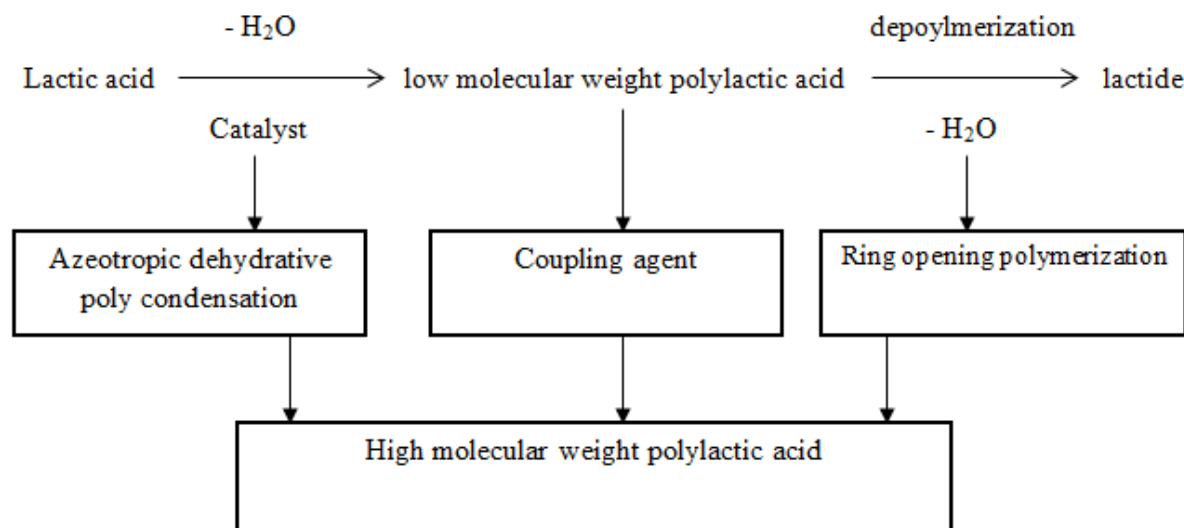 - H₂O
depoylmerization
Lactic acid
low molecular weight polylactic acid
lactide
Catalyst
- H₂O
Azeotropic dehydrative
poly condensation
Coupling agent
Ring opening polymerization
High molecular weight polylactic acid